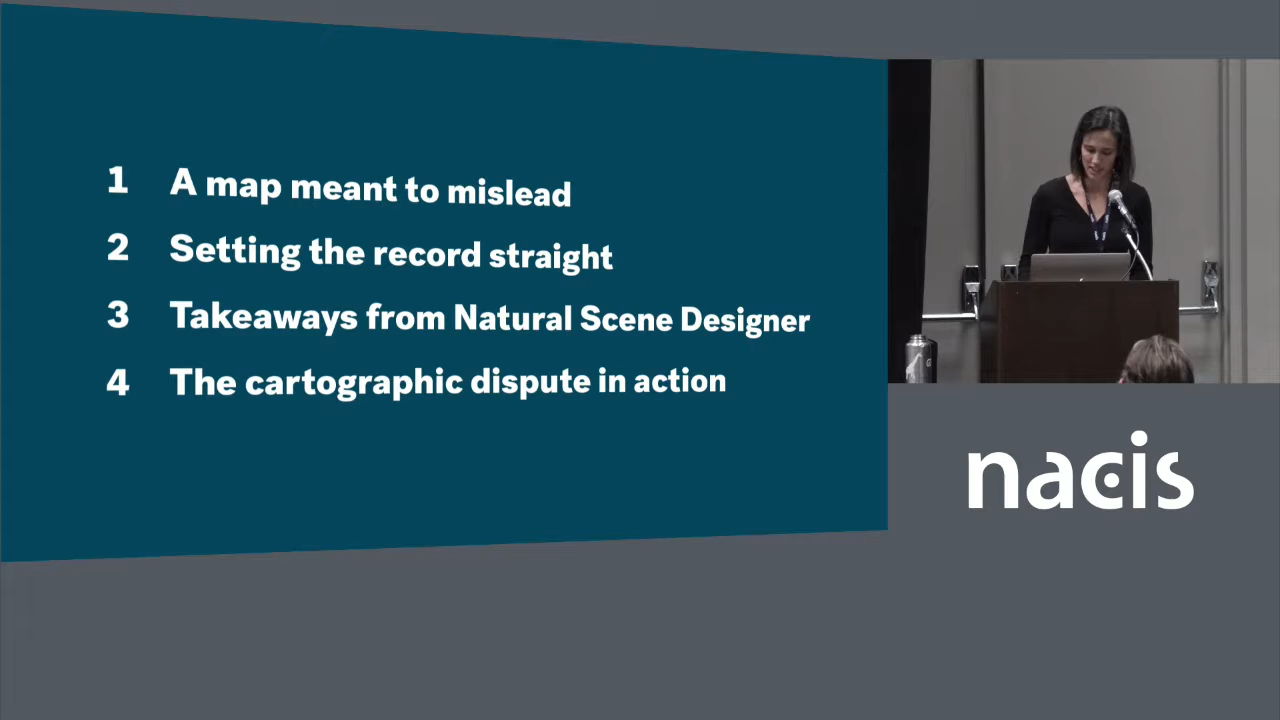 1 A map meant to mislead
2 Setting the record straight
3 Takeaways from Natural Scene Designer
4 The cartographic dispute in action
nacis